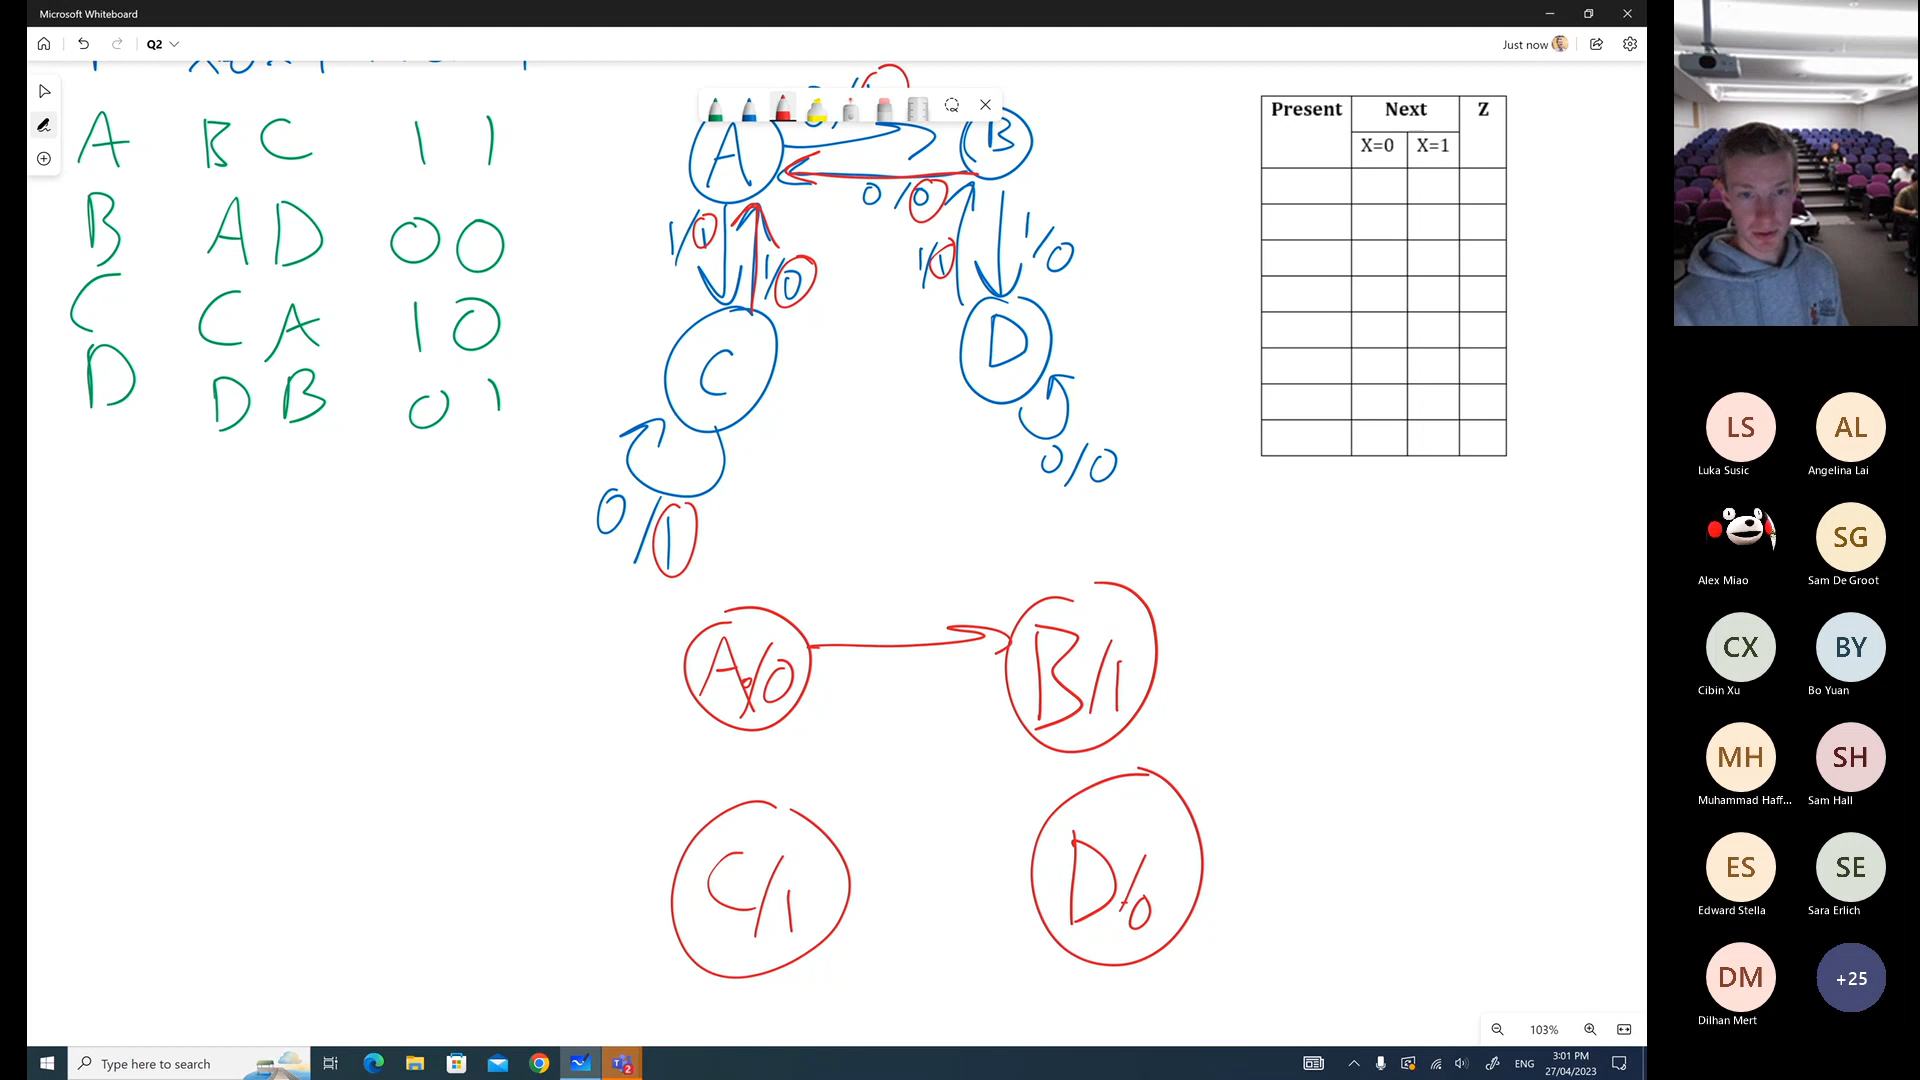 Microsoft Whiteboard
Q2
Just now
A B C 1 1
B A D 0 0
C C A 1 0
D D B 0 1
A
B
0/0
1/1
1/0
1/1
1/0
C
D
0/0
0/1
A/0
B/1
C/1
D/0
Present Next Z
X=0 X=1
LS
AL
Luka Susic
Angelina Lai
SG
Alex Miao
Sam De Groot
CX
BY
Cibin Xu
Bo Yuan
MH
SH
Muhammad Haff...
Sam Hall
ES
SE
Edward Stella
Sara Erlich
DM
+25
Dilhan Mert
103%
Type here to search
2
ENG
3:01 PM
27/04/2023